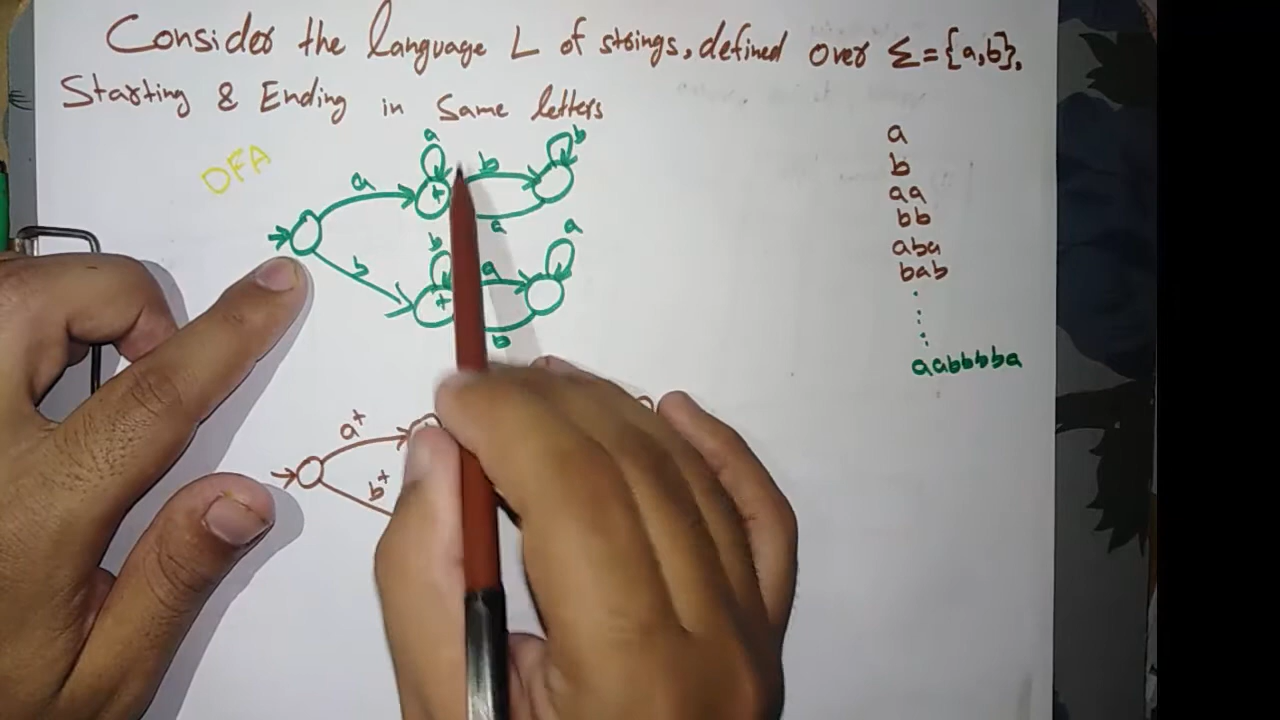 Consider the language L of strings, defined over Σ={a,b},
Starting & Ending in Same letters
DFA
a
b
a
b
b
a
+
b
a
a
b
+
a⁺
b⁺
a
b
aa
bb
aba
bab
aabbbba